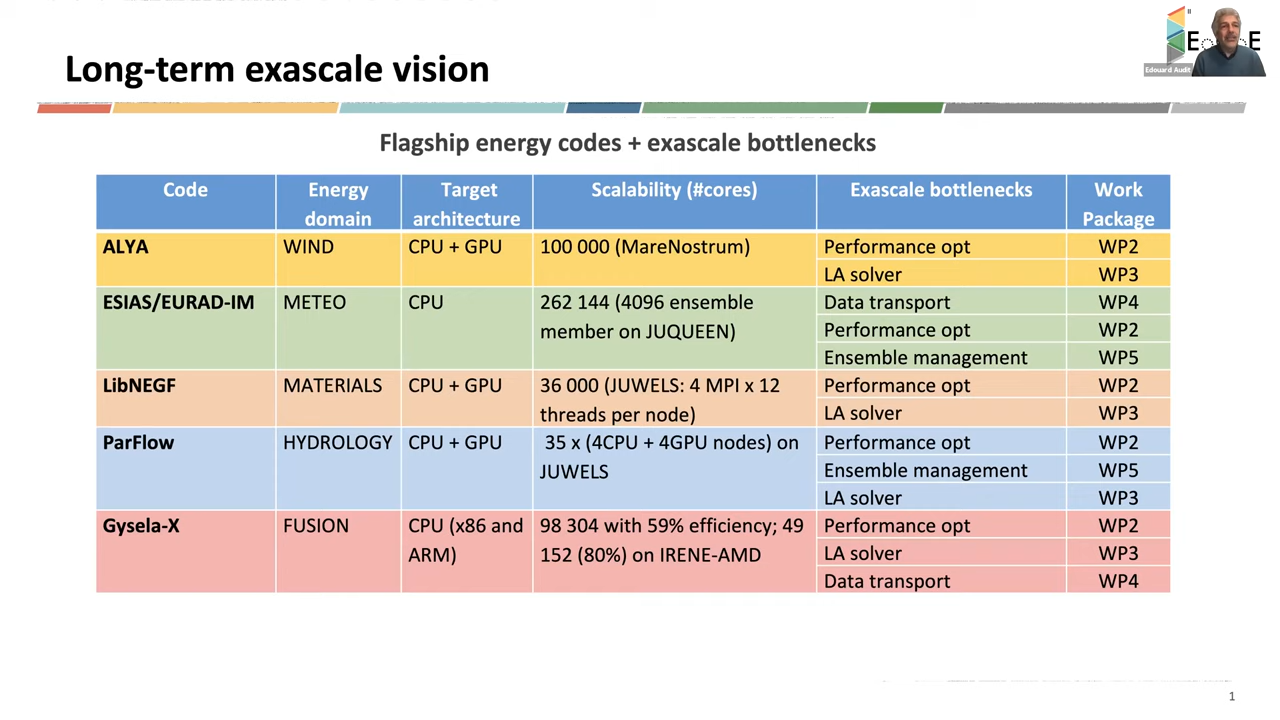 Long-term exascale vision
Edouard Audit
Flagship energy codes + exascale bottlenecks
Code
Energy domain
Target architecture
Scalability (#cores)
Exascale bottlenecks
Work Package
ALYA
WIND
CPU + GPU
100 000 (MareNostrum)
Performance opt
WP2
LA solver
WP3
ESIAS/EURAD-IM
METEO
CPU
262 144 (4096 ensemble
member on JUQUEEN)
Data transport
WP4
Performance opt
WP2
Ensemble management
WP5
LibNEGF
MATERIALS
CPU + GPU
36 000 (JUWELS: 4 MPI x 12
threads per node)
Performance opt
WP2
LA solver
WP3
ParFlow
HYDROLOGY
CPU + GPU
35 x (4CPU + 4GPU nodes) on
JUWELS
Performance opt
WP2
Ensemble management
WP5
LA solver
WP3
Gysela-X
FUSION
CPU (x86 and
ARM)
98 304 with 59% efficiency; 49
152 (80%) on IRENE-AMD
Performance opt
WP2
LA solver
WP3
Data transport
WP4
1